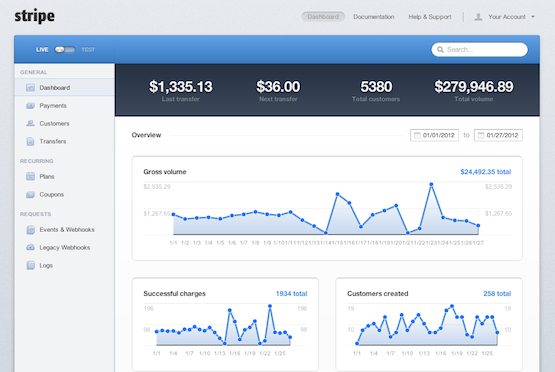 stripe
Dashboard Documentation Help & Support Your Account
LIVE TEST
Search...
GENERAL
Dashboard
Payments
Customers
Transfers
RECURRING
Plans
Coupons
REQUESTS
Events & Webhooks
Legacy Webhooks
Logs
$1,335.13 $36.00 5380 $279,946.89
Last transfer Next transfer Total customers Total volume
Overview 01/01/2012 to 01/27/2012
Gross volume $24,492.35 total
$2,535.29 $2,535.29
$1,267.65 $1,267.65
1/1 1/2 1/3 1/4 1/5 1/6 1/7 1/8 1/9 1/10 1/11 1/12 1/13 1/14 1/15 1/16 1/17 1/18 1/19 1/20 1/21 1/22 1/23 1/24 1/25 1/26 1/27
Successful charges 1934 total
196 196
98 98
1/1 1/4 1/7 1/10 1/13 1/16 1/19 1/22 1/25
Customers created 258 total
19 19
10 10
1/1 1/4 1/7 1/10 1/13 1/16 1/19 1/22 1/25